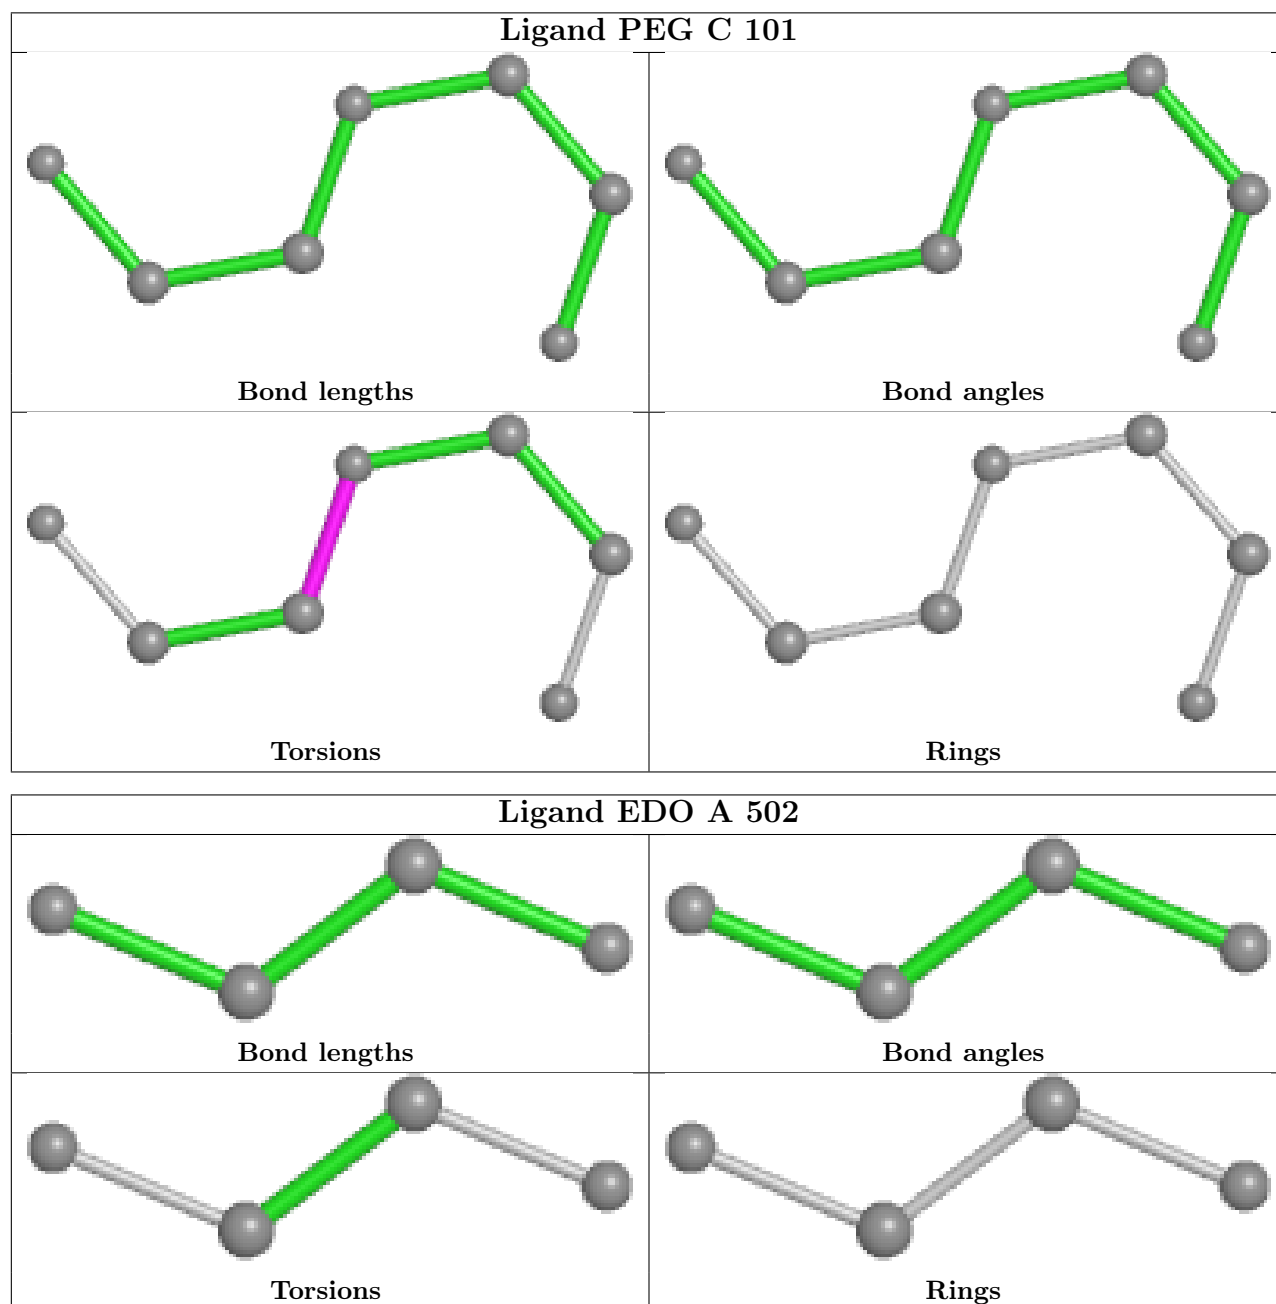 Ligand PEG C 101
Bond lengths
Bond angles
Torsions
Rings
Ligand EDO A 502
Bond lengths
Bond angles
Torsions
Rings